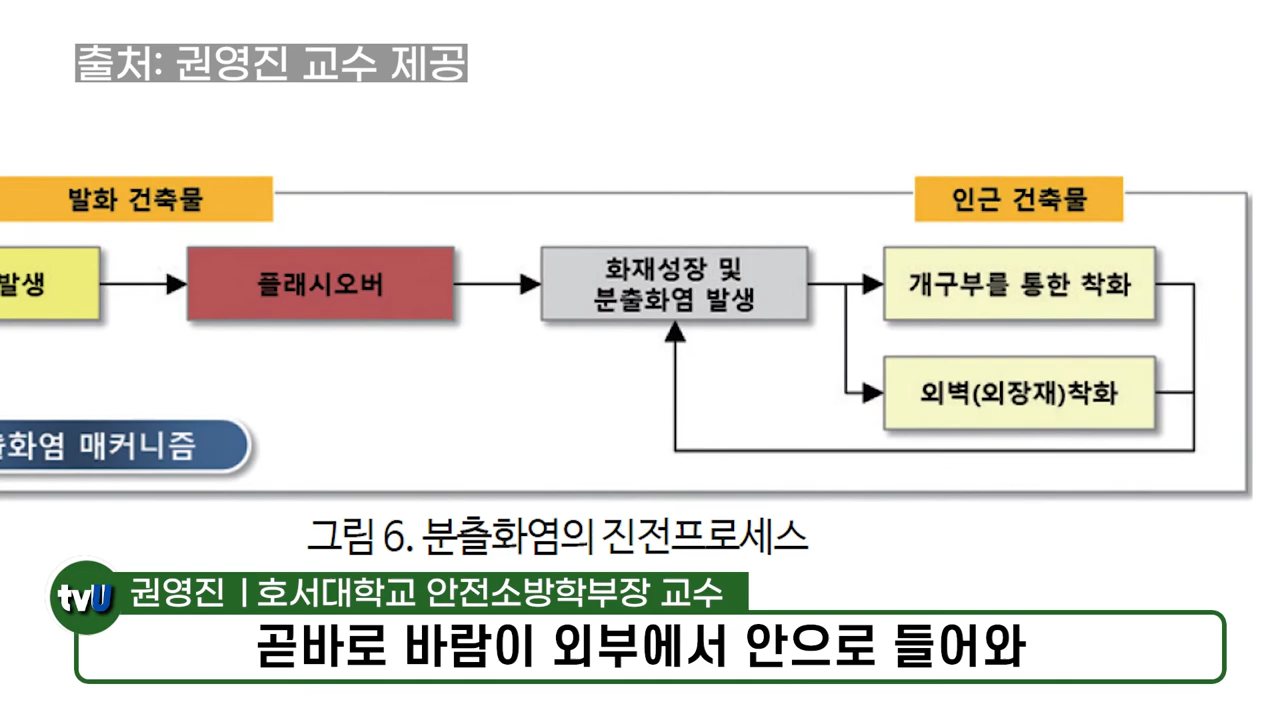 출처: 권영진 교수 제공
발화 건축물
인근 건축물
발생
플래시오버
화재성장 및
분출화염 발생
개구부를 통한 착화
외벽(외장재)착화
화염 매커니즘
그림 6. 분츨화염의 진전프로세스
tvU
권영진 | 호서대학교 안전소방학부장 교수
곧바로 바람이 외부에서 안으로 들어와